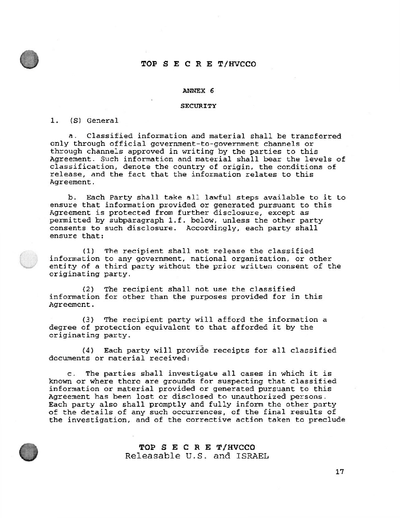 TOP S E C R E T/HVCCO
ANNEX 6
SECURITY
1. (S) General
a. Classified information and material shall be transferred
only through official government-to-government channels or
through channels approved in writing by the parties to this
Agreement. Such information and material shall bear the levels of
classification, denote the country of origin, the conditions of
release, and the fact that the information relates to this
Agreement.
b. Each Party shall take all lawful steps available to it to
ensure that information provided or generated pursuant to this
Agreement is protected from further disclosure, except as
permitted by subparagraph 1.f. below, unless the other party
consents to such disclosure. Accordingly, each party shall
ensure that:
(1) The recipient shall not release the classified
information to any government, national organization, or other
entity of a third party without the prior written consent of the
originating party.
(2) The recipient shall not use the classified
information for other than the purposes provided for in this
Agreement.
(3) The recipient party will afford the information a
degree of protection equivalent to that afforded it by the
originating party.
(4) Each party will provide receipts for all classified
documents or material received;
c. The parties shall investigate all cases in which it is
known or where there are grounds for suspecting that classified
information or material provided or generated pursuant to this
Agreement has been lost or disclosed to unauthorized persons.
Each party also shall promptly and fully inform the other party
of the details of any such occurrences, of the final results of
the investigation, and of the corrective action taken to preclude
TOP S E C R E T/HVCCO
Releasable U.S. and ISRAEL
17